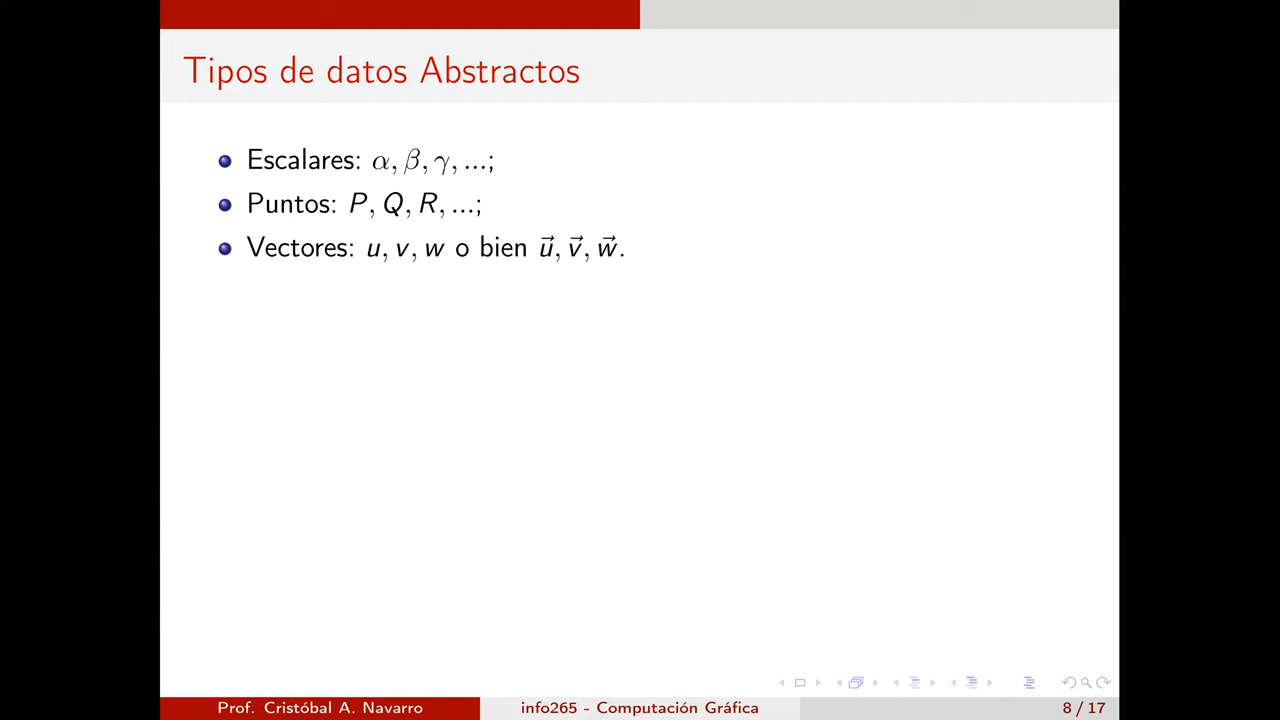 Tipos de datos Abstractos
Escalares: α, β, γ, ...;
Puntos: P, Q, R, ...;
Vectores: u, v, w o bien u⃗, v⃗, w⃗.
Prof. Cristóbal A. Navarro
info265 - Computación Gráfica
8 / 17